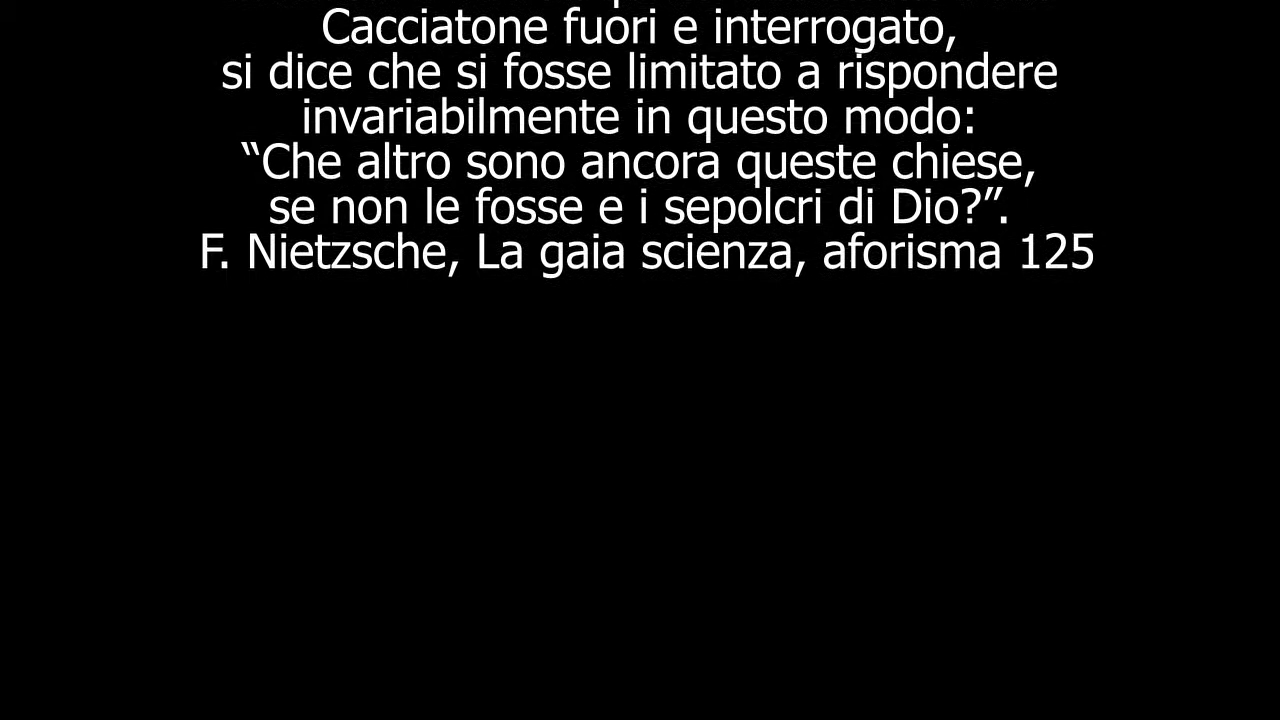 Cacciatone fuori e interrogato,
si dice che si fosse limitato a rispondere
invariabilmente in questo modo:
“Che altro sono ancora queste chiese,
se non le fosse e i sepolcri di Dio?”.
F. Nietzsche, La gaia scienza, aforisma 125